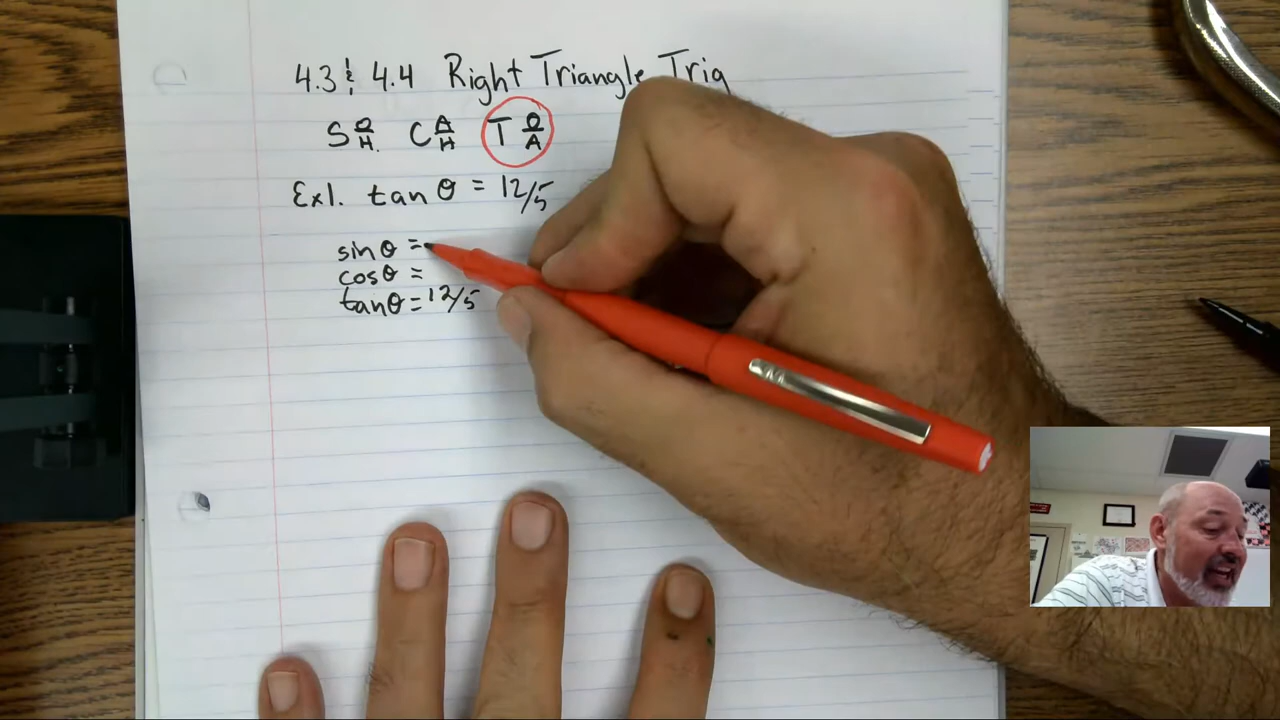 4.3 & 4.4 Right Triangle Trig
S O/H C A/H T O/A
Ex1. tan θ = 12/5
sin θ =
cos θ =
tan θ = 12/5